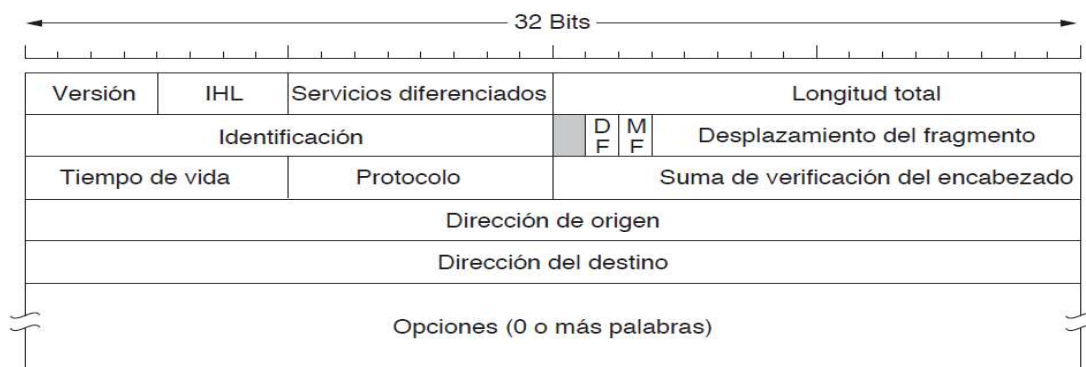 32 Bits
Versión IHL Servicios diferenciados Longitud total
Identificación D F M F Desplazamiento del fragmento
Tiempo de vida Protocolo Suma de verificación del encabezado
Dirección de origen
Dirección del destino
Opciones (0 o más palabras)